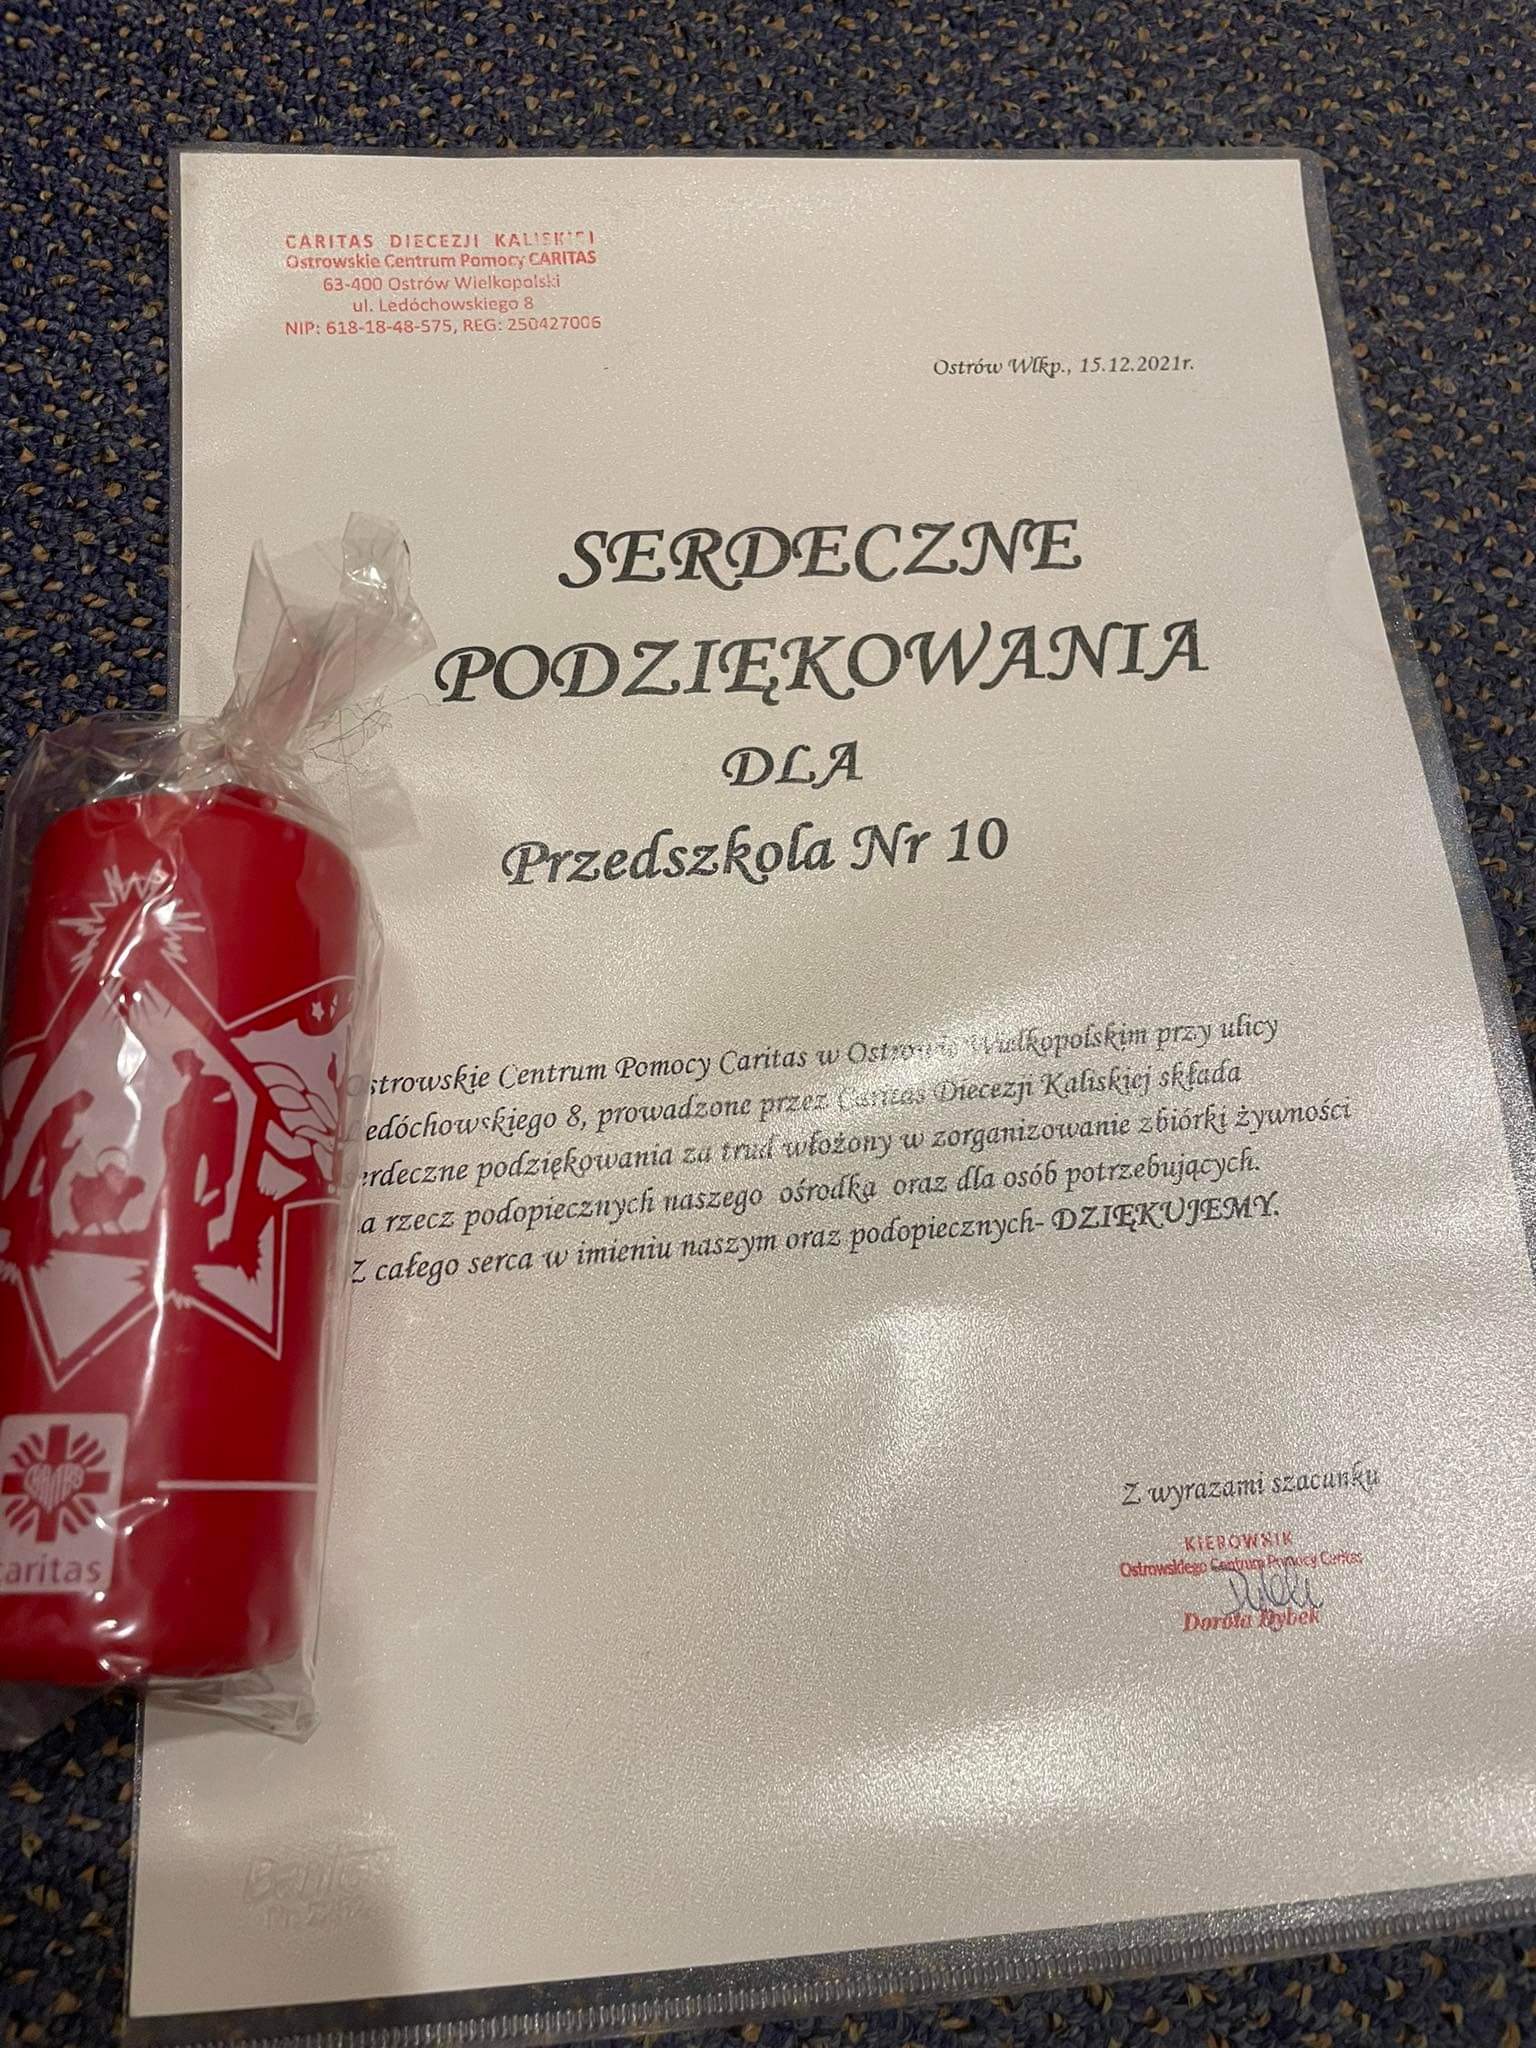 CARITAS DIECEZJI KALISKIEJ
Ostrowskie Centrum Pomocy CARITAS
63-400 Ostrów Wielkopolski
ul. Ledóchowskiego 8
NIP: 618-18-48-575, REG: 250427006
Ostrów Wlkp., 15.12.2021r.
SERDECZNE
PODZIĘKOWANIA
DLA
Przedszkola Nr 10
Ostrowskie Centrum Pomocy Caritas w Ostrowie Wielkopolskim przy ulicy
Ledóchowskiego 8, prowadzone przez Caritas Diecezji Kaliskiej składa
serdeczne podziękowania za trud włożony w zorganizowanie zbiórki żywności
a rzecz podopiecznych naszego ośrodka oraz dla osób potrzebujących.
Z całego serca w imieniu naszym oraz podopiecznych- DZIĘKUJEMY.
Z wyrazami szacunku
KIEROWNIK
Ostrowskiego Centrum Pomocy Caritas
Dorota Dybek
CARITAS
caritas